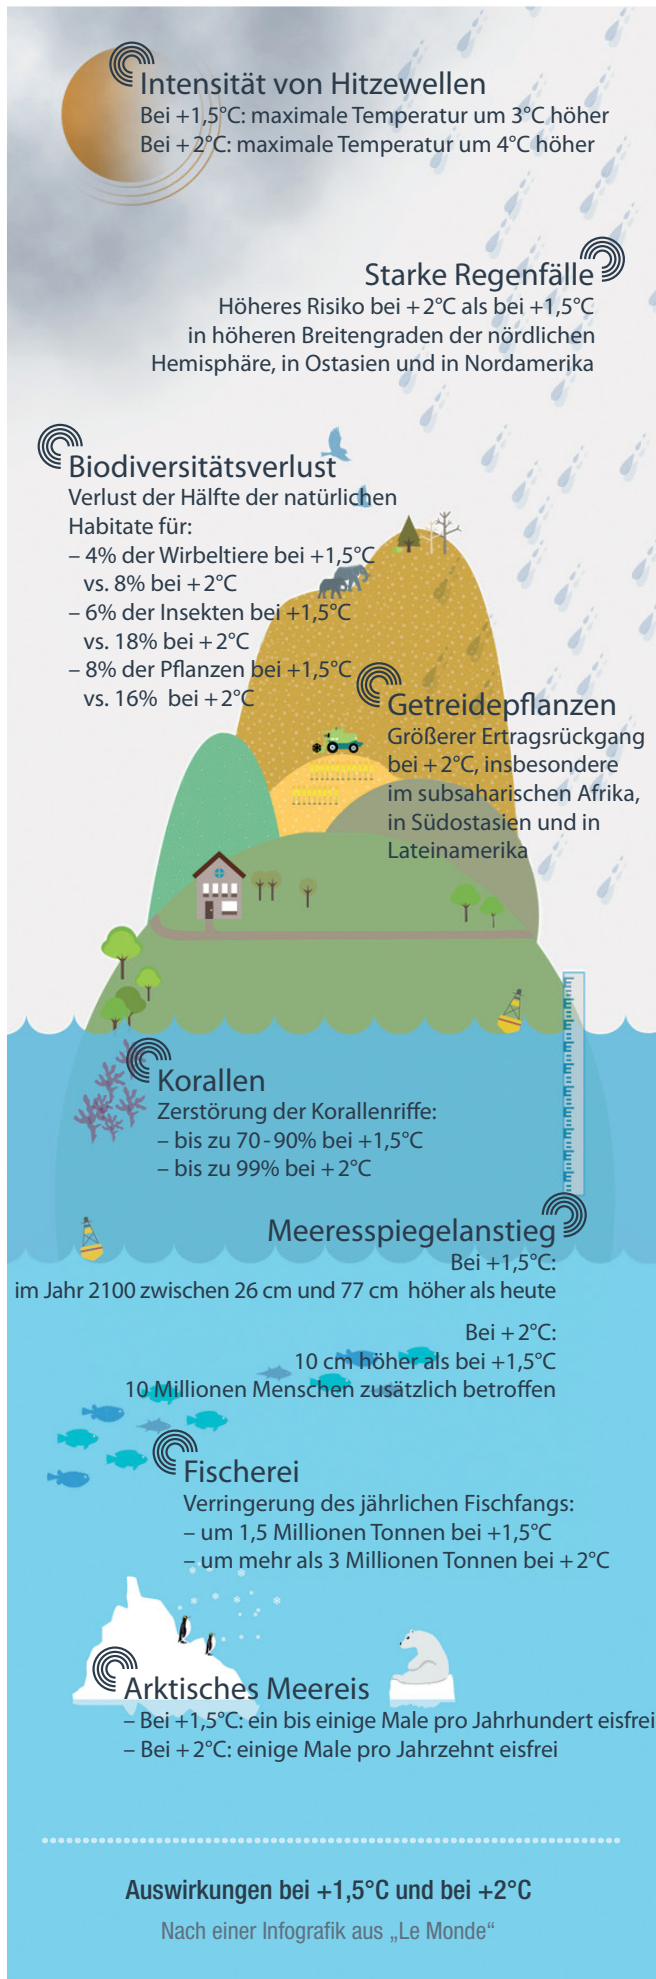 Intensität von Hitzewellen
Bei +1,5°C: maximale Temperatur um 3°C höher
Bei +2°C: maximale Temperatur um 4°C höher
Starke Regenfälle
Höheres Risiko bei +2°C als bei +1,5°C
in höheren Breitengraden der nördlichen
Hemisphäre, in Ostasien und in Nordamerika
Biodiversitätsverlust
Verlust der Hälfte der natürlichen
Habitate für:
– 4% der Wirbeltiere bei +1,5°C
vs. 8% bei +2°C
– 6% der Insekten bei +1,5°C
vs. 18% bei +2°C
– 8% der Pflanzen bei +1,5°C
vs. 16% bei +2°C
Getreidepflanzen
Größerer Ertragsrückgang
bei +2°C, insbesondere
im subsaharischen Afrika,
in Südostasien und in
Lateinamerika
Korallen
Zerstörung der Korallenriffe:
– bis zu 70-90% bei +1,5°C
– bis zu 99% bei +2°C
Meeresspiegelanstieg
Bei +1,5°C:
im Jahr 2100 zwischen 26 cm und 77 cm höher als heute
Bei +2°C:
10 cm höher als bei +1,5°C
10 Millionen Menschen zusätzlich betroffen
Fischerei
Verringerung des jährlichen Fischfangs:
– um 1,5 Millionen Tonnen bei +1,5°C
– um mehr als 3 Millionen Tonnen bei +2°C
Arktisches Meereis
– Bei +1,5°C: ein bis einige Male pro Jahrhundert eisfrei
– Bei +2°C: einige Male pro Jahrzehnt eisfrei
Auswirkungen bei +1,5°C und bei +2°C
Nach einer Infografik aus „Le Monde“